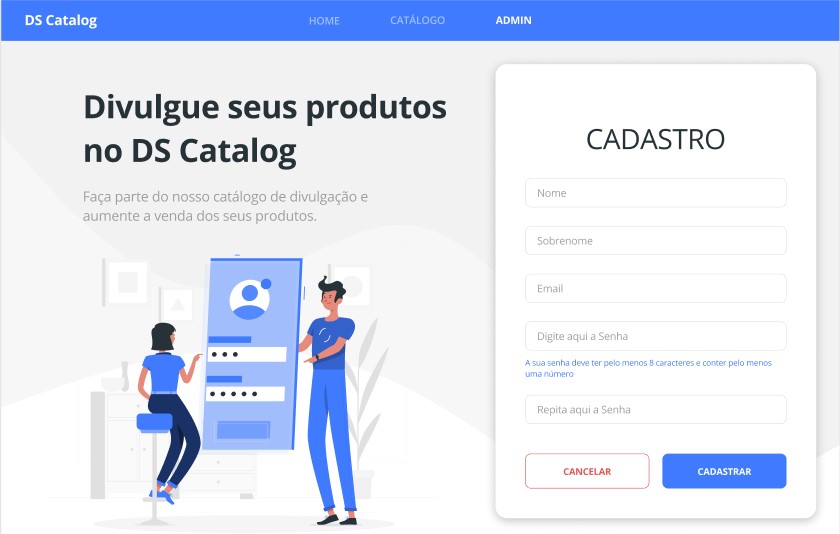 DS Catalog
HOME
CATÁLOGO
ADMIN
Divulgue seus produtos
no DS Catalog
Faça parte do nosso catálogo de divulgação e
aumente a venda dos seus produtos.
CADASTRO
Nome
Sobrenome
Email
Digite aqui a Senha
A sua senha deve ter pelo menos 8 caracteres e conter pelo menos
uma número
Repita aqui a Senha
CANCELAR
CADASTRAR